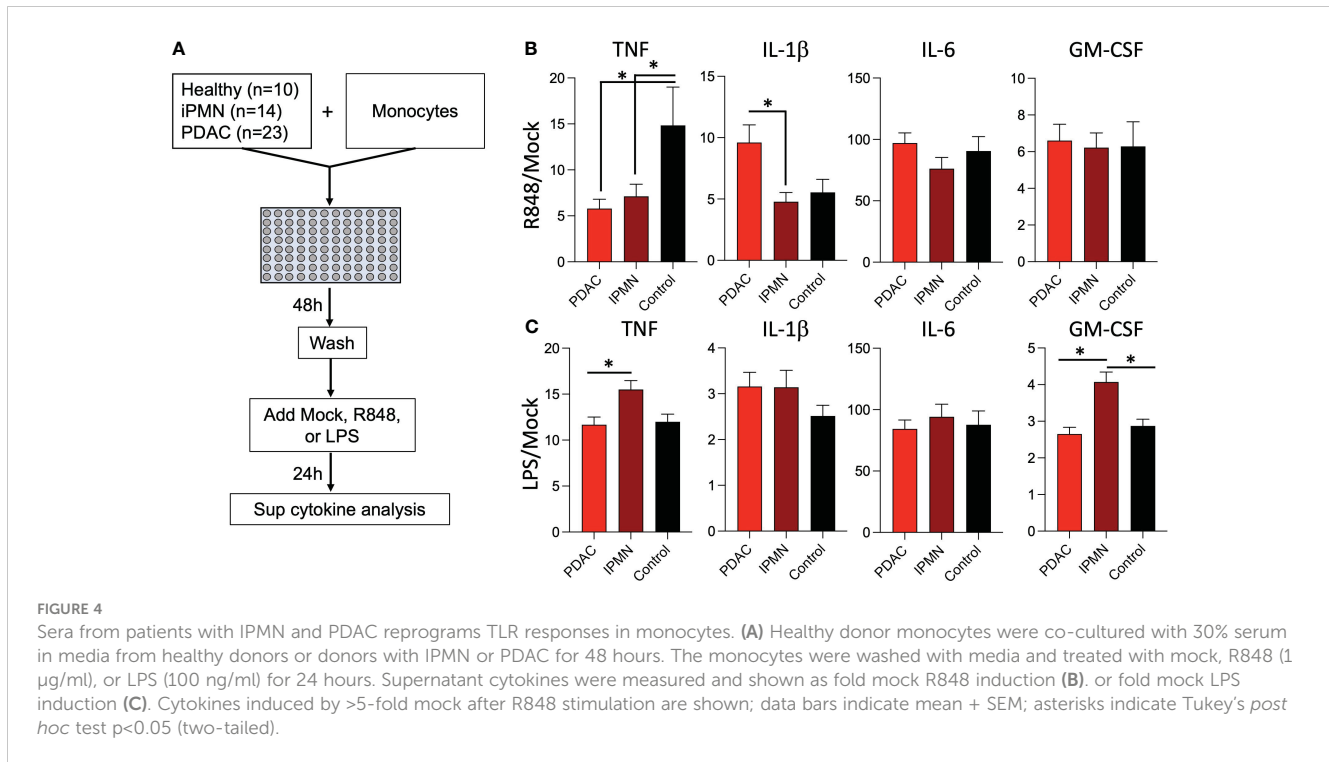 A
Healthy (n=10)
iPMN (n=14)
PDAC (n=23)
+
Monocytes
48h
Wash
Add Mock, R848,
or LPS
24h
Sup cytokine analysis
B
TNF
IL-1β
IL-6
GM-CSF
R848/Mock
20
15
10
5
0
* *
PDAC
IPMN
Control
15
10
5
0
*
PDAC
IPMN
Control
150
100
50
0
PDAC
IPMN
Control
10
8
6
4
2
0
PDAC
IPMN
Control
C
TNF
IL-1β
IL-6
GM-CSF
LPS/Mock
20
15
10
5
0
*
PDAC
IPMN
Control
4
3
2
1
0
PDAC
IPMN
Control
150
100
50
0
PDAC
IPMN
Control
5
4
3
2
1
0
* *
PDAC
IPMN
Control
FIGURE 4
Sera from patients with IPMN and PDAC reprograms TLR responses in monocytes. (A) Healthy donor monocytes were co-cultured with 30% serum
in media from healthy donors or donors with IPMN or PDAC for 48 hours. The monocytes were washed with media and treated with mock, R848 (1
µg/ml), or LPS (100 ng/ml) for 24 hours. Supernatant cytokines were measured and shown as fold mock R848 induction (B). or fold mock LPS
induction (C). Cytokines induced by >5-fold mock after R848 stimulation are shown; data bars indicate mean + SEM; asterisks indicate Tukey's post
hoc test p<0.05 (two-tailed).